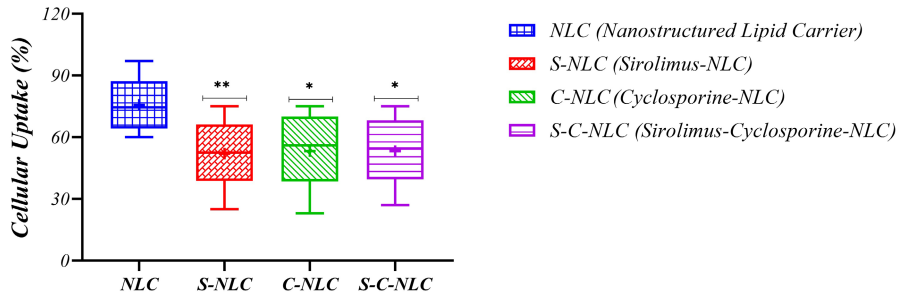 Cellular Uptake (%)
120
90
60
30
0
**
*
*
NLC
S-NLC
C-NLC
S-C-NLC
NLC (Nanostructured Lipid Carrier)
S-NLC (Sirolimus-NLC)
C-NLC (Cyclosporine-NLC)
S-C-NLC (Sirolimus-Cyclosporine-NLC)